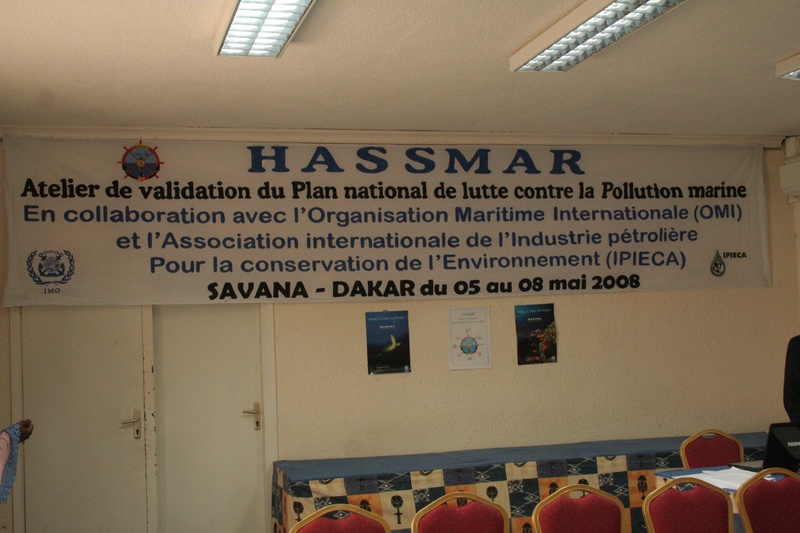 HASSMAR
Atelier de validation du Plan national de lutte contre la Pollution marine
En collaboration avec l'Organisation Maritime Internationale (OMI)
et l'Association internationale de l'Industrie pétrolière
Pour la conservation de l'Environnement (IPIECA)
SAVANA - DAKAR du 05 au 08 mai 2008
IMO
IPIECA